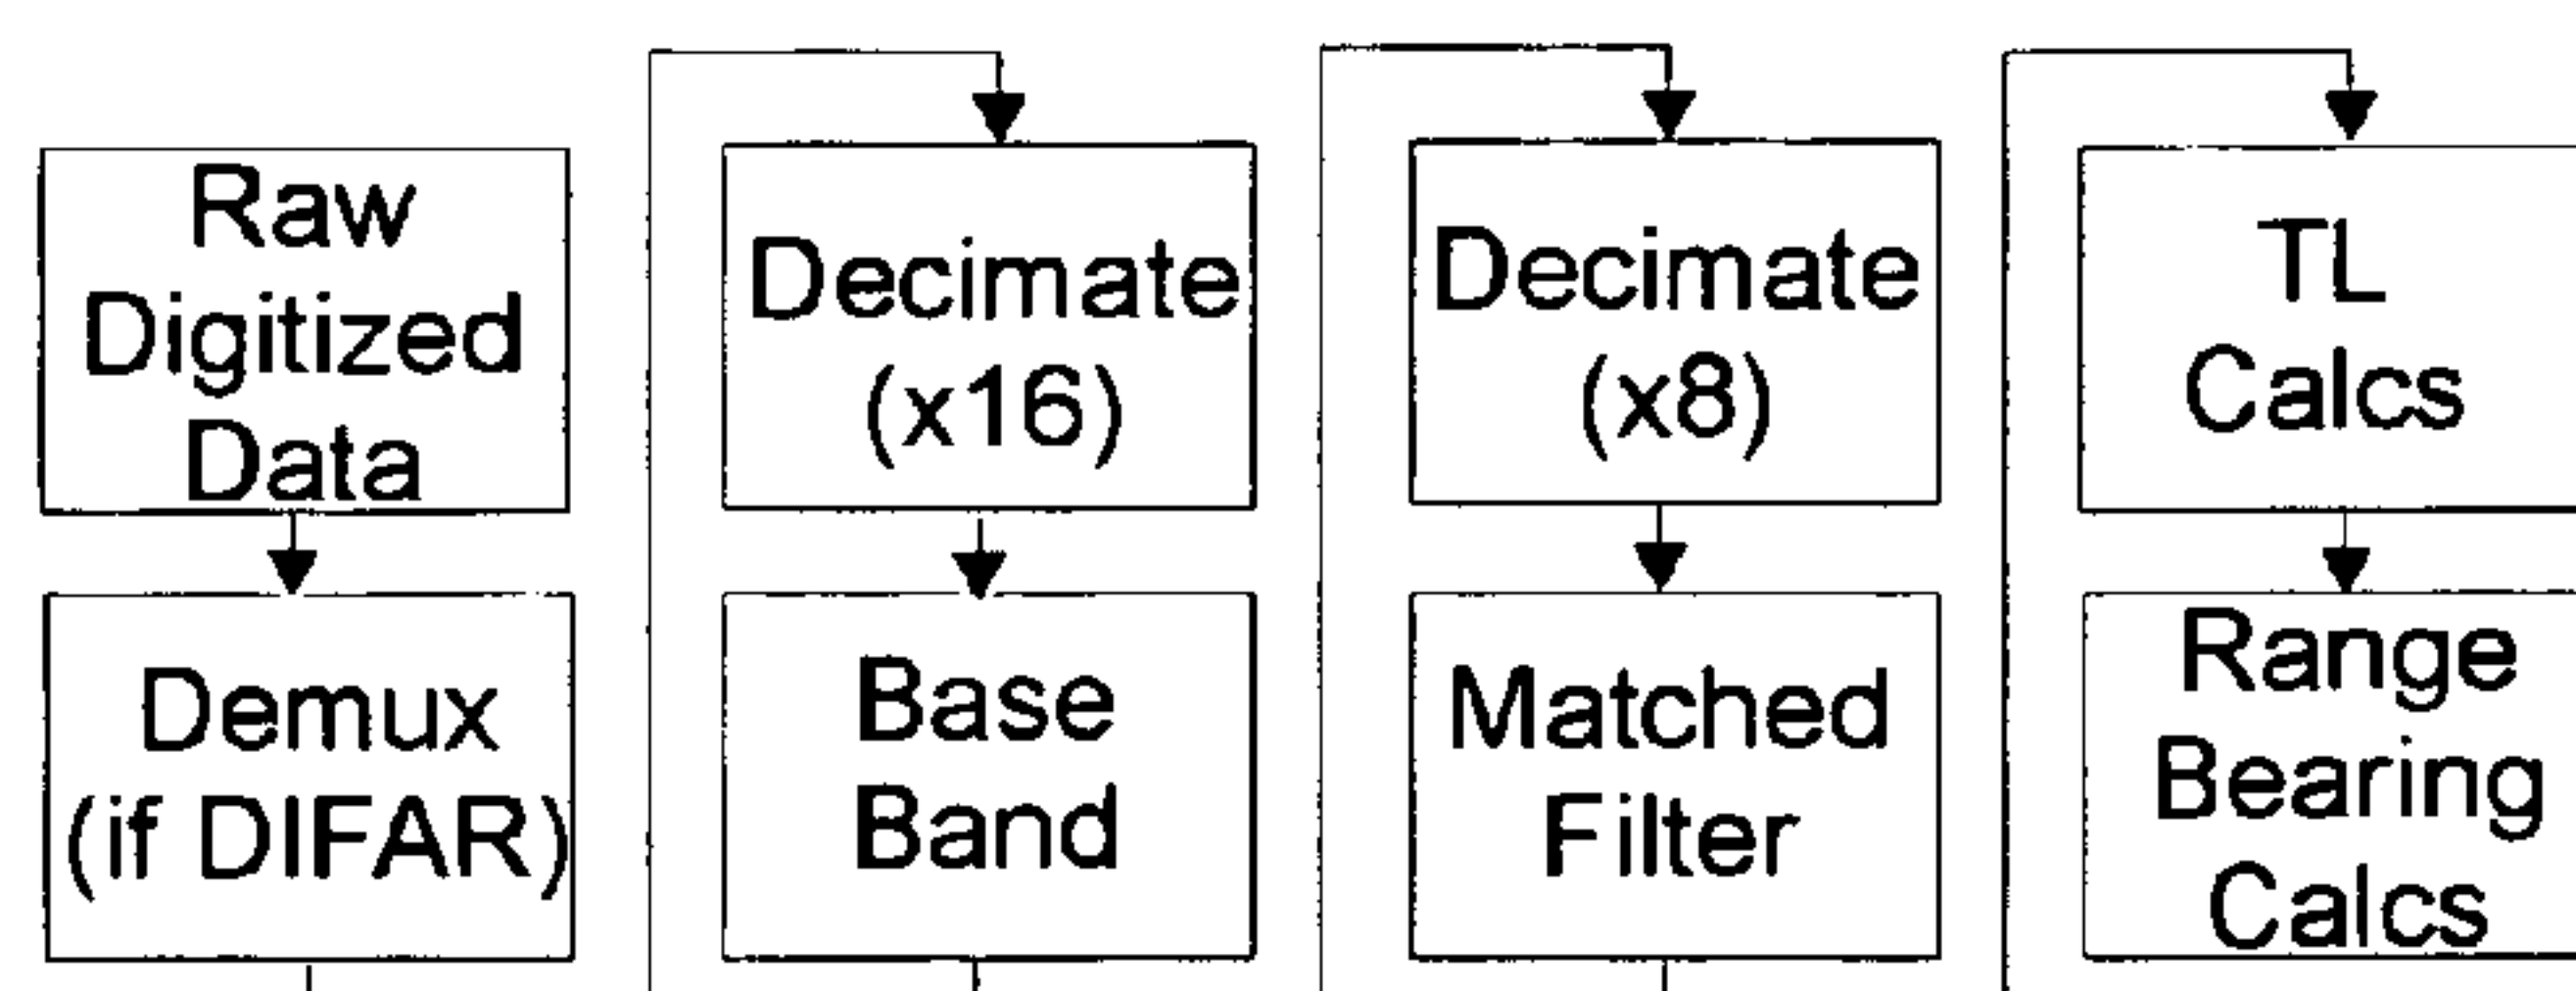 Raw
Digitized
Data
Demux
(if DIFAR)
Decimate
(x16)
Base
Band
Decimate
(x8)
Matched
Filter
TL
Calcs
Range
Bearing
Calcs